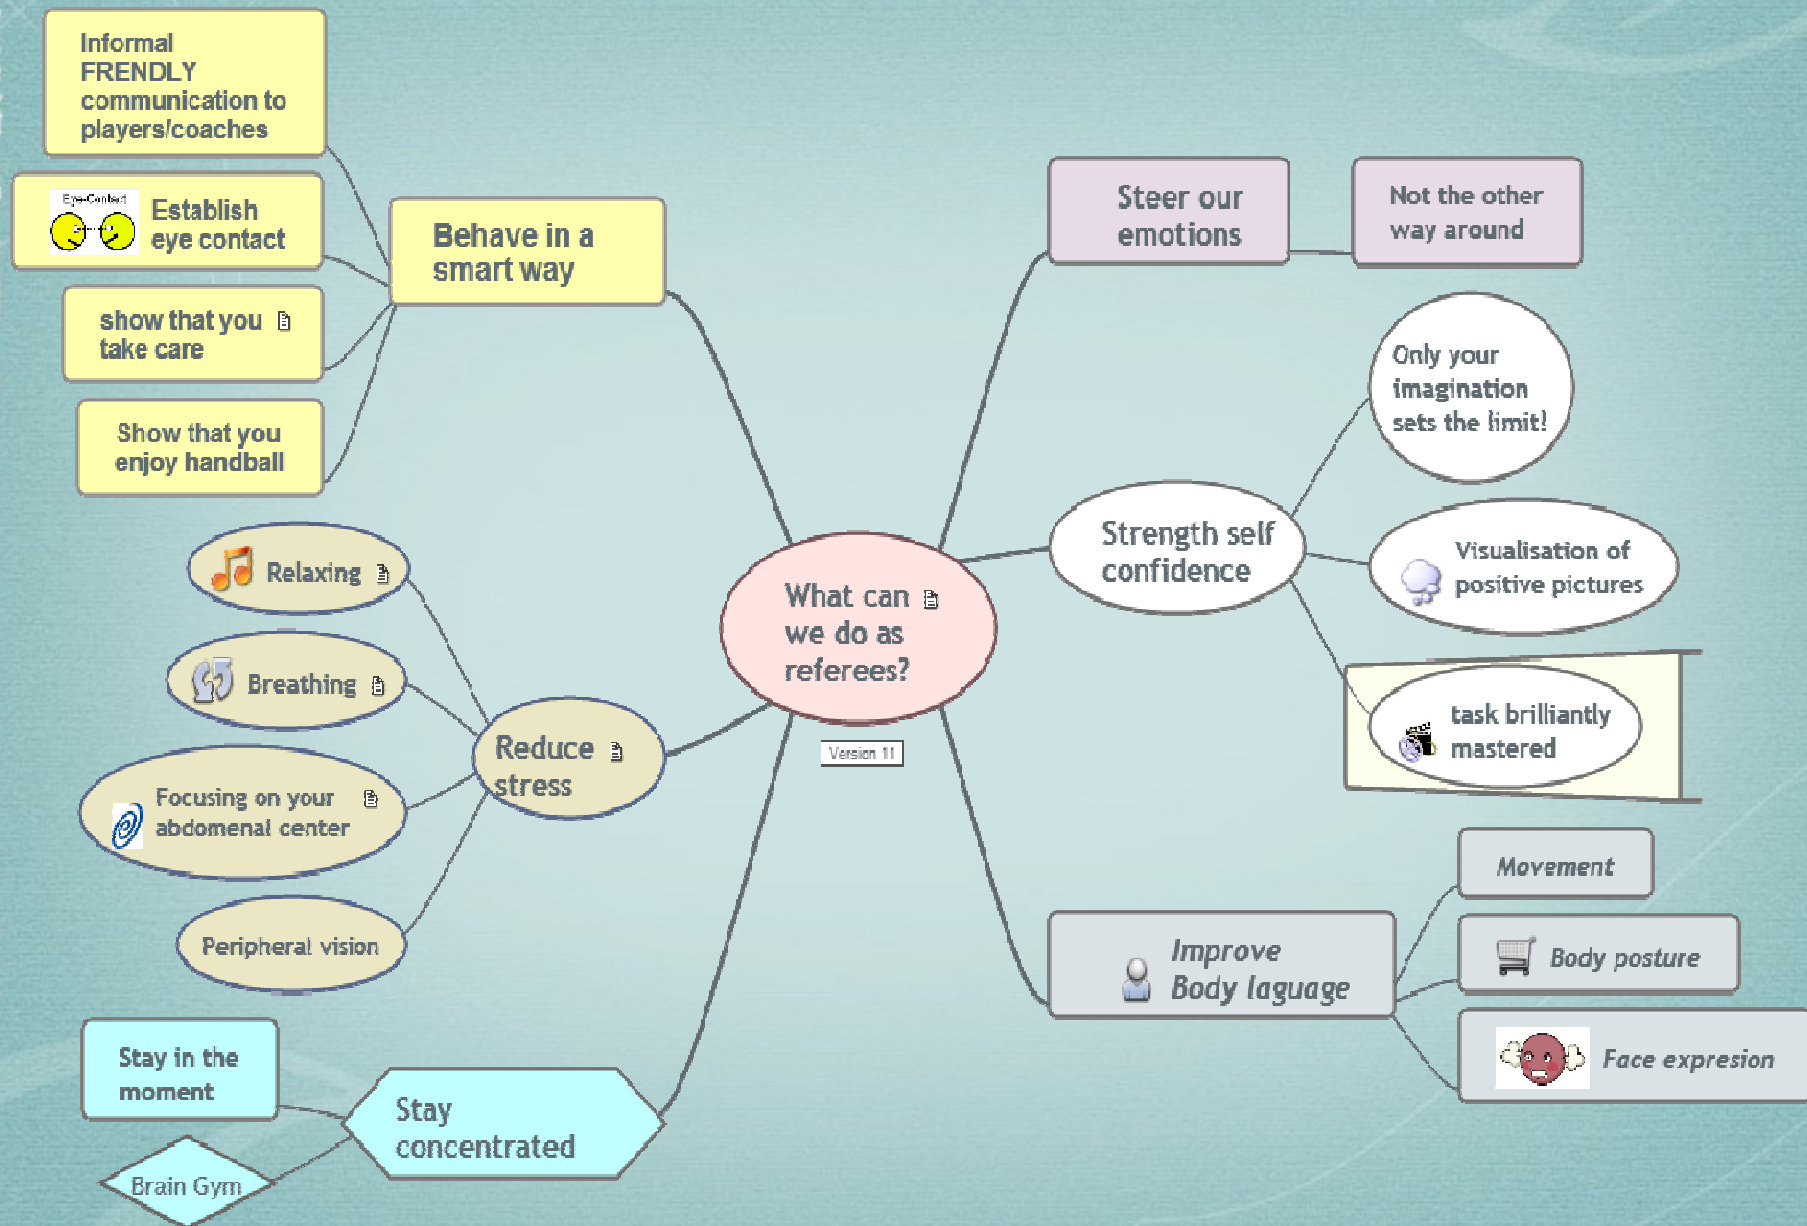 Informal
FRENDLY
communication to
players/coaches
Eye-Contact
Establish
eye contact
show that you
take care
Show that you
enjoy handball
Behave in a
smart way
Relaxing
Breathing
Focusing on your
abdomenal center
Peripheral vision
Reduce
stress
Stay in the
moment
Brain Gym
Stay
concentrated
What can
we do as
referees?
Version 11
Steer our
emotions
Not the other
way around
Strength self
confidence
Only your
imagination
sets the limit!
Visualisation of
positive pictures
task brilliantly
mastered
Improve
Body laguage
Movement
Body posture
Face expresion